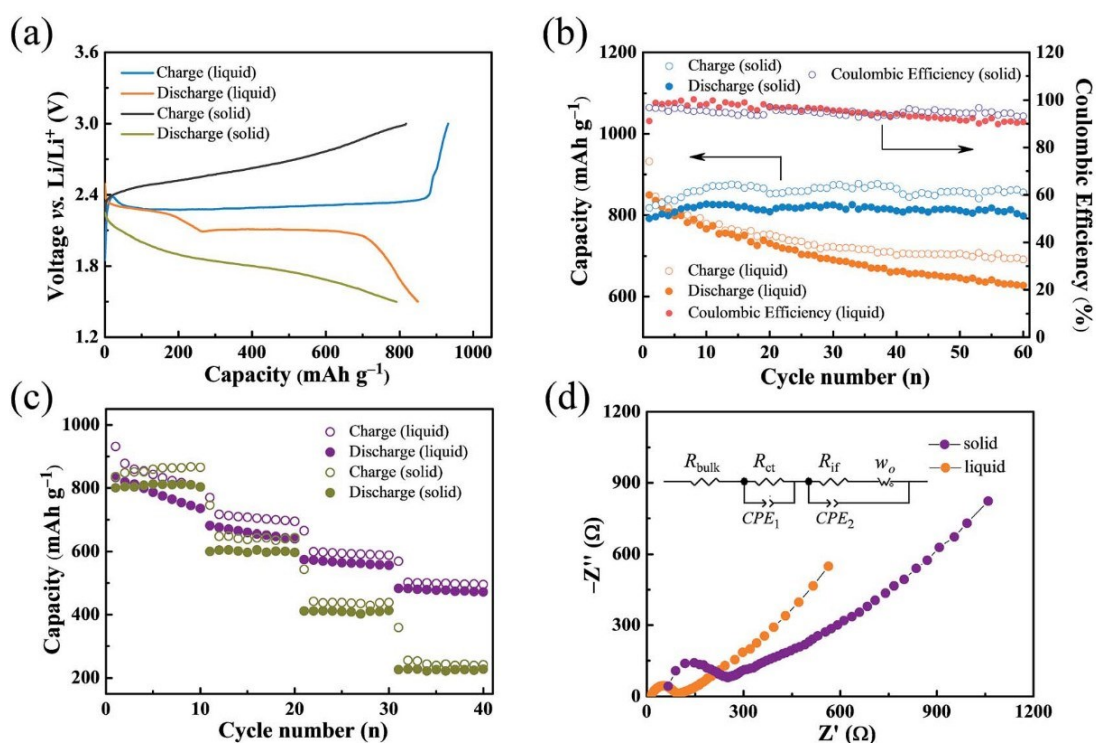 (a)
3.6
3.0
2.4
1.8
1.2
Voltage vs. Li/Li⁺ (V)
Charge (liquid)
Discharge (liquid)
Charge (solid)
Discharge (solid)
0 200 400 600 800 1000
Capacity (mAh g⁻¹)
(b)
1200
1000
800
600
Capacity (mAh g⁻¹)
Charge (solid)
Discharge (solid)
Coulombic Efficiency (solid)
Charge (liquid)
Discharge (liquid)
Coulombic Efficiency (liquid)
120
100
80
60
40
20
0
Coulombic Efficiency (%)
0 10 20 30 40 50 60
Cycle number (n)
(c)
1000
800
600
400
200
Capacity (mAh g⁻¹)
Charge (liquid)
Discharge (liquid)
Charge (solid)
Discharge (solid)
0 10 20 30 40
Cycle number (n)
(d)
1200
900
600
300
0
−Z'' (Ω)
solid
liquid
R_bulk R_ct R_if w_o
CPE₁ CPE₂
0 300 600 900 1200
Z' (Ω)